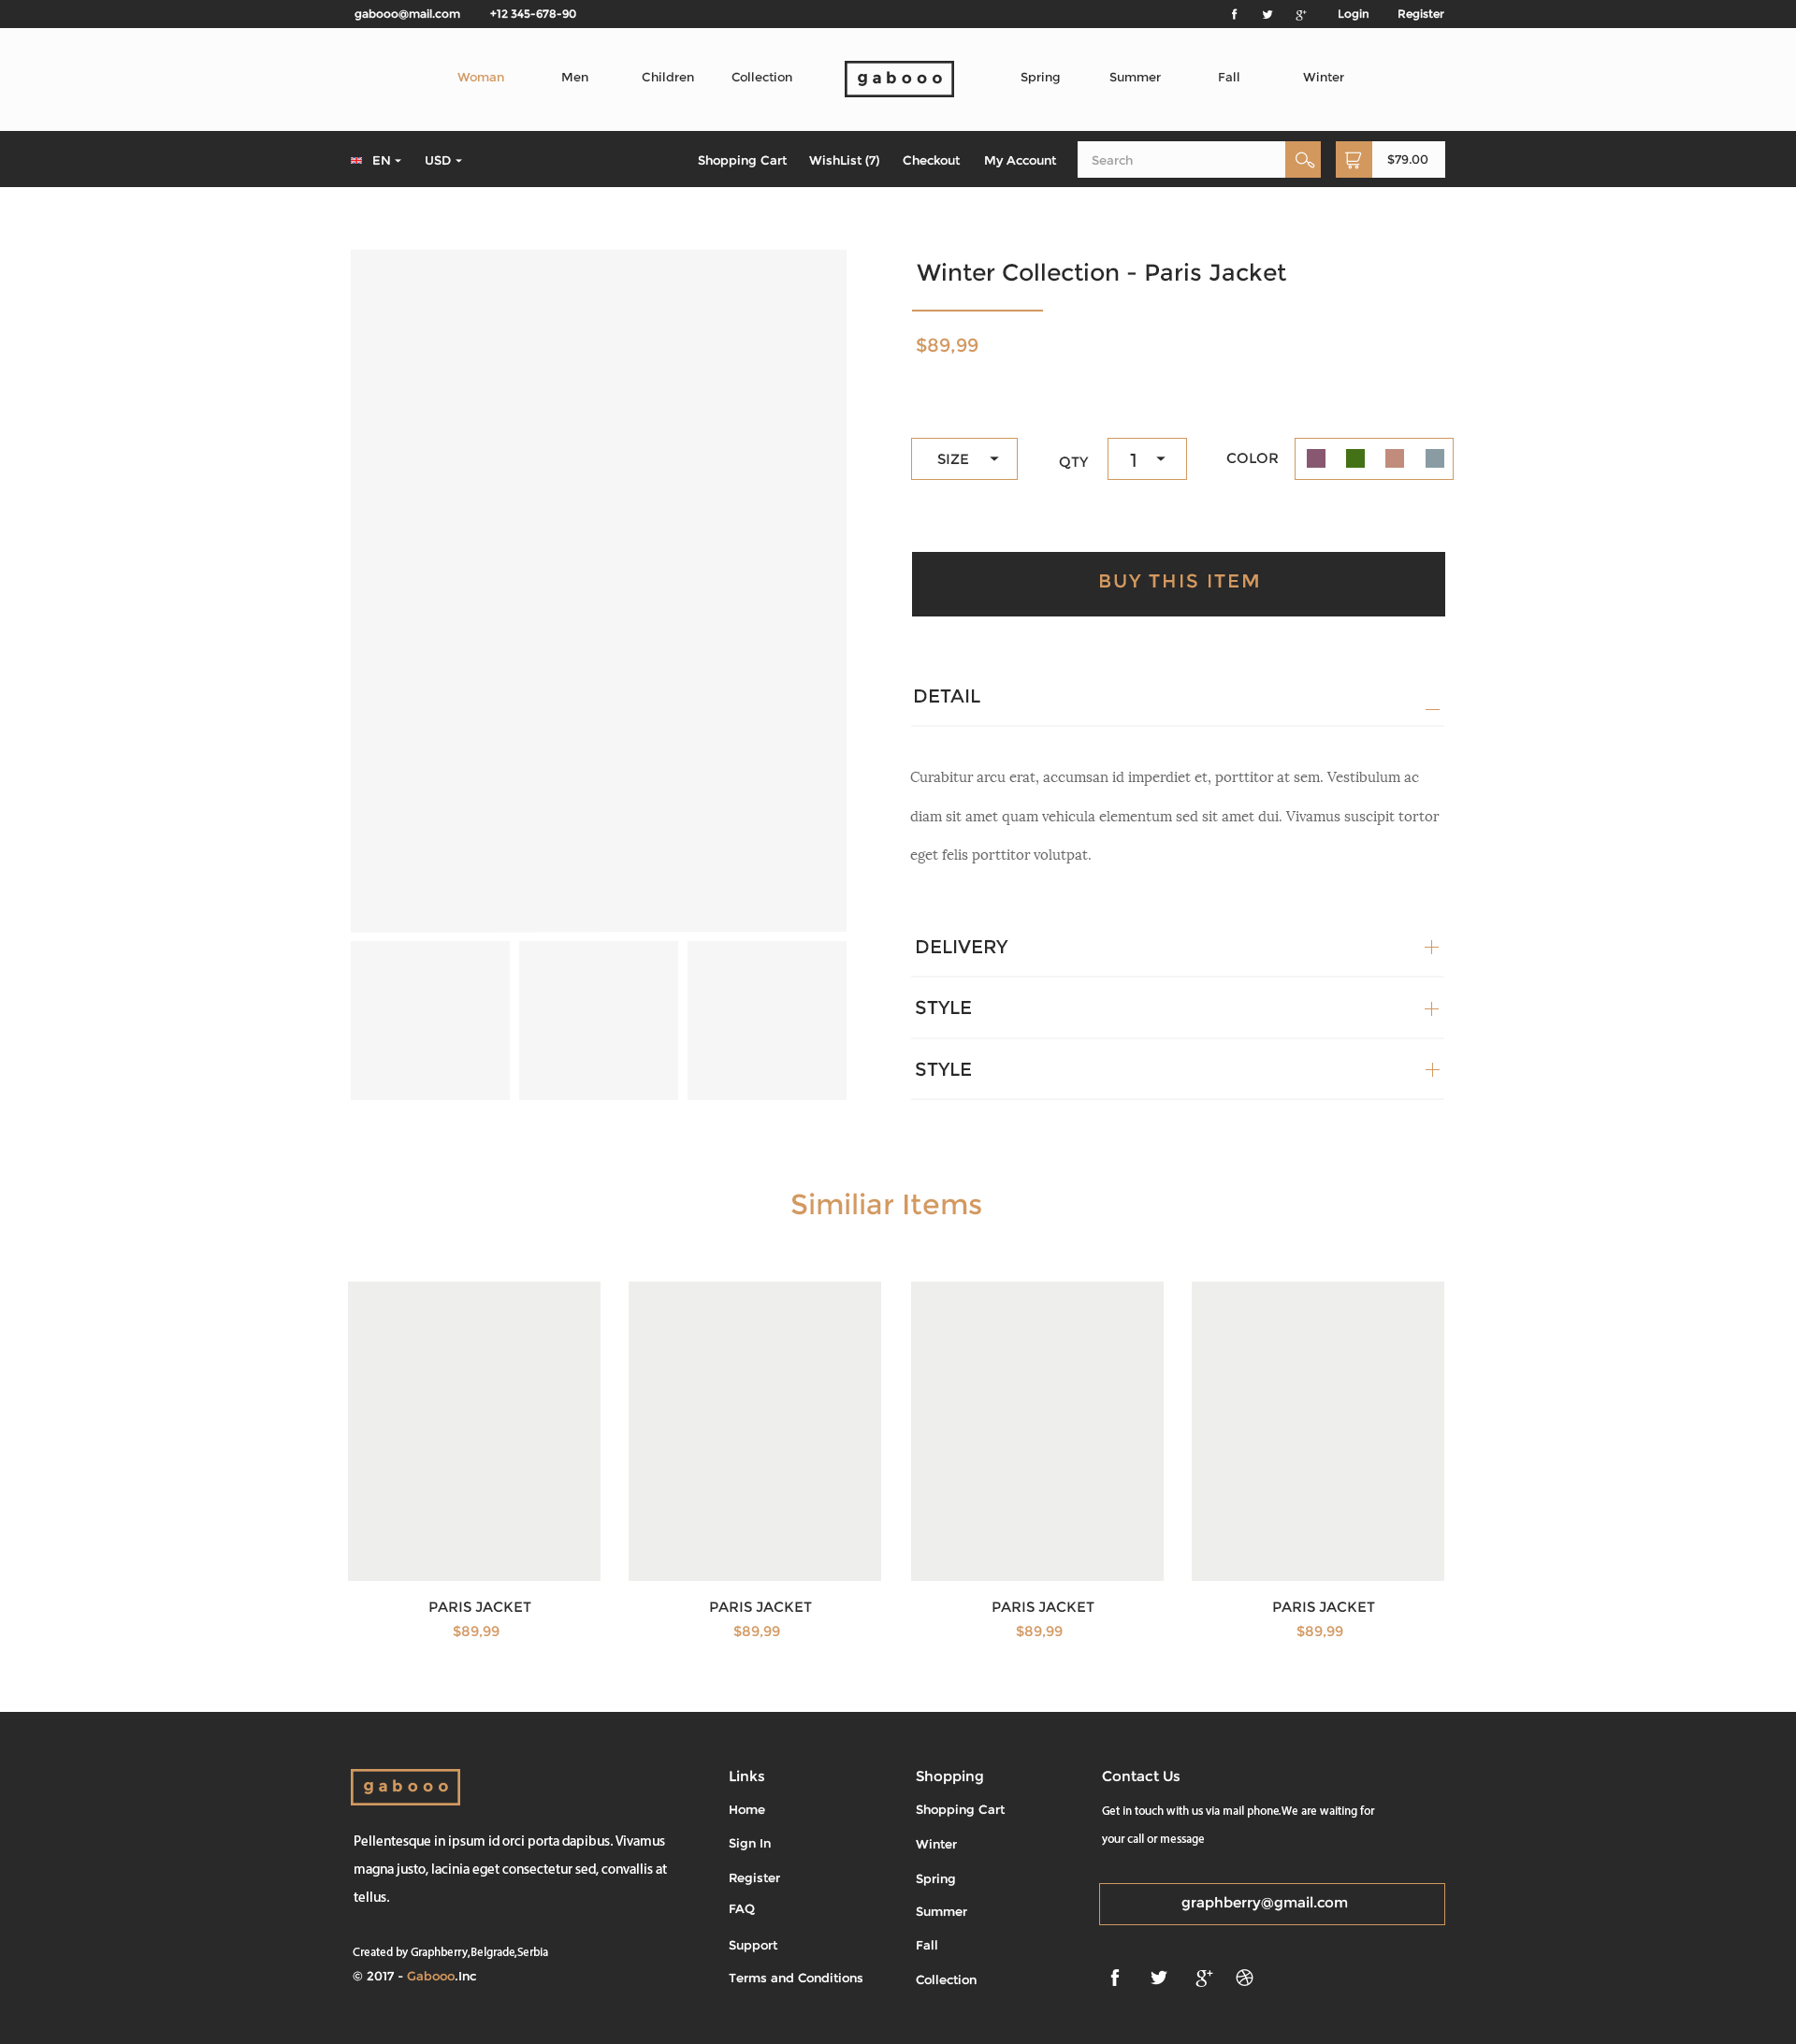 gabooo@mail.com +12 345-678-90 Login Register
Woman Men Children Collection gabooo Spring Summer Fall Winter
EN USD Shopping Cart WishList (7) Checkout My Account Search $79.00
Winter Collection - Paris Jacket
$89,99
SIZE QTY 1 COLOR
BUY THIS ITEM
DETAIL
Curabitur arcu erat, accumsan id imperdiet et, porttitor at sem. Vestibulum ac
diam sit amet quam vehicula elementum sed sit amet dui. Vivamus suscipit tortor
eget felis porttitor volutpat.
DELIVERY
STYLE
STYLE
Similiar Items
PARIS JACKET PARIS JACKET PARIS JACKET PARIS JACKET
$89,99 $89,99 $89,99 $89,99
gabooo
Pellentesque in ipsum id orci porta dapibus. Vivamus
magna justo, lacinia eget consectetur sed, convallis at
tellus.
Created by Graphberry,Belgrade,Serbia
© 2017 - Gabooo.Inc
Links
Home
Sign In
Register
FAQ
Support
Terms and Conditions
Shopping
Shopping Cart
Winter
Spring
Summer
Fall
Collection
Contact Us
Get in touch with us via mail phone.We are waiting for
your call or message
graphberry@gmail.com